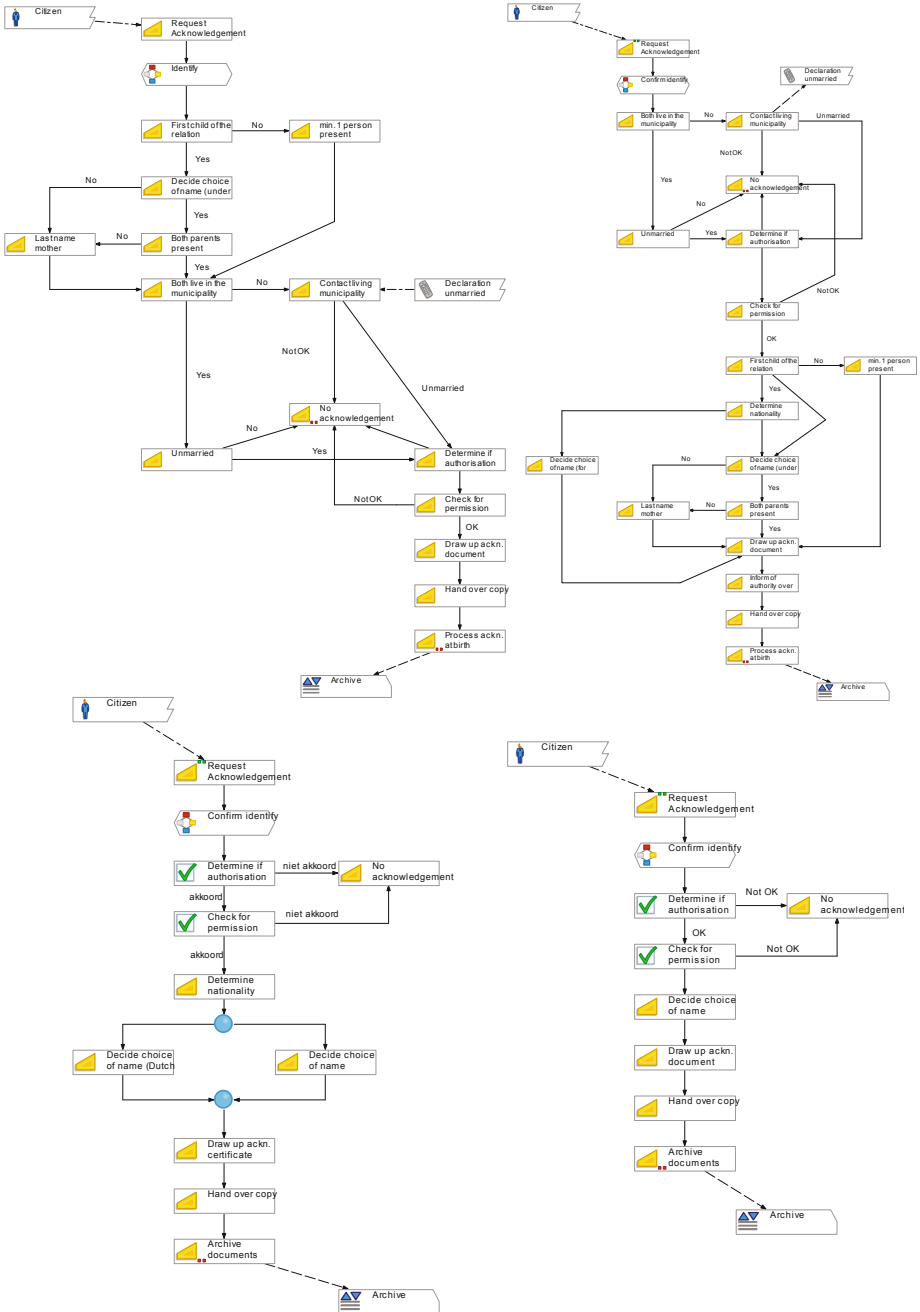 Citizen
Request
Acknowledgement
Identify
First child of the
relation
No
min. 1 person
present
Yes
Decide choice
of name (under
No
Yes
Last name
mother
No
Both parents
present
Yes
Both live in the
municipality
No
Contact living
municipality
Declaration
unmarried
Not OK
Yes
Unmarried
No
acknowledgement
No
Unmarried
Yes
Determine if
authorisation
Not OK
Check for
permission
OK
Draw up ackn.
document
Hand over copy
Process ackn.
at birth
Archive
Citizen
Request
Acknowledgement
Confirm identify
Declaration
unmarried
Both live in the
municipality
No
Contact living
municipality
Unmarried
Not OK
Yes
No
acknowledgement
No
Unmarried
Yes
Determine if
authorisation
Not OK
Check for
permission
OK
First child of the
relation
No
min. 1 person
present
Yes
Determine
nationality
Decide choice
of name (for
No
Decide choice
of name (under
Yes
Last name
mother
No
Both parents
present
Yes
Draw up ackn.
document
Inform of
authority over
Hand over copy
Process ackn.
at birth
Archive
Citizen
Request
Acknowledgement
Confirm identify
Determine if
authorisation
niet akkoord
No
acknowledgement
akkoord
Check for
permission
niet akkoord
akkoord
Determine
nationality
Decide choice
of name (Dutch
Decide choice
of name
Draw up ackn.
certificate
Hand over copy
Archive
documents
Archive
Citizen
Request
Acknowledgement
Confirm identify
Determine if
authorisation
Not OK
No
acknowledgement
OK
Check for
permission
Not OK
Decide choice
of name
Draw up ackn.
document
Hand over copy
Archive
documents
Archive